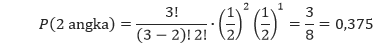 P(2 angka) = 3! / (3 − 2)! 2! · (1/2)² (1/2)¹ = 3/8 = 0,375